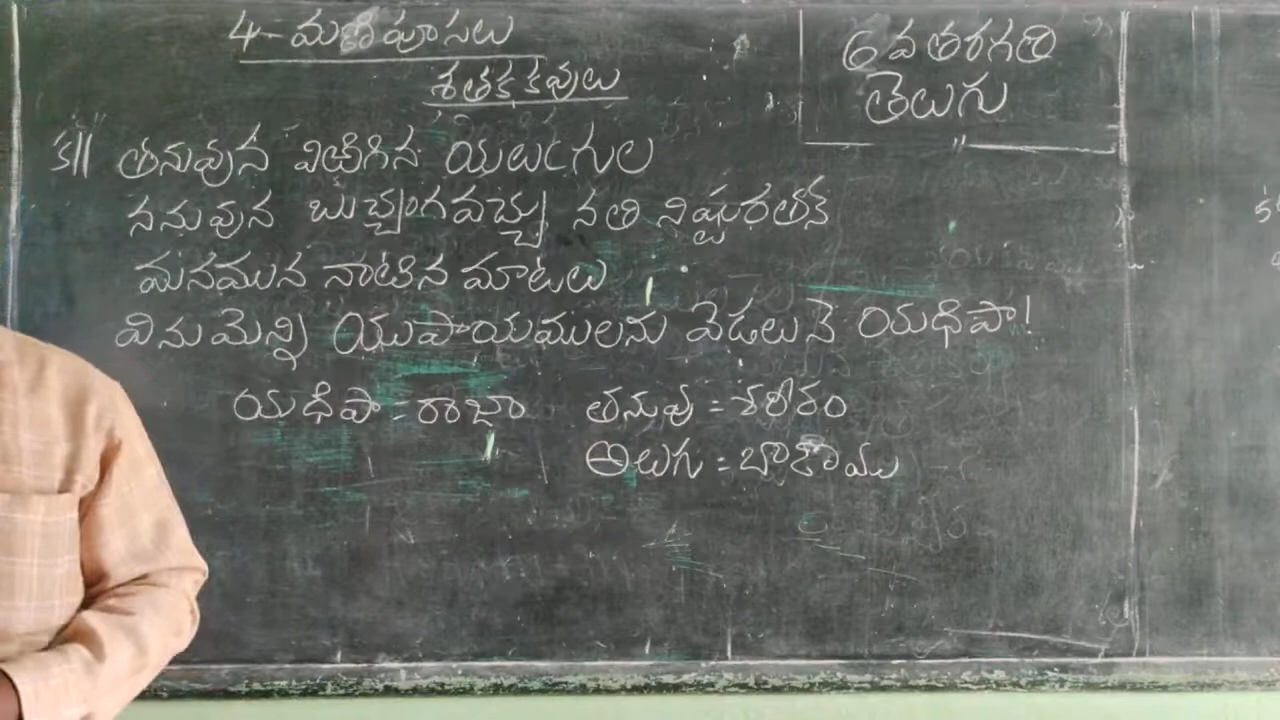 4-మణిపూసలు
శతకకవులు
6వ తరగతి
తెలుగు
క॥ తనువున విఱిగిన యలుఁగుల
ననువున బుచ్చంగవచ్చు నతి నిష్ఠురతక
మనమున నాటిన మాటలు
వినుమెన్ని యుపాయములను వేడలునే యధిపా!
యధిపా = రాజా తనువు = శరీరం
అలుగు = బాణము